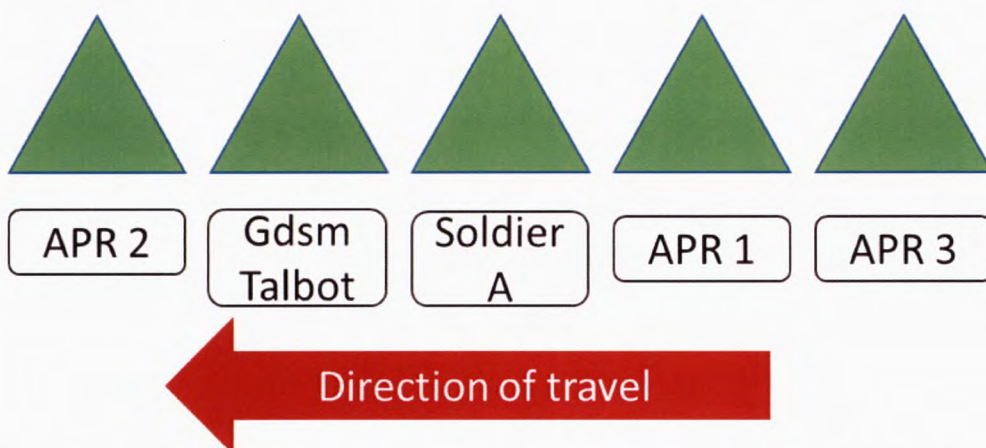 APR 2
Gdsm
Talbot
Soldier
A
APR 1
APR 3
Direction of travel